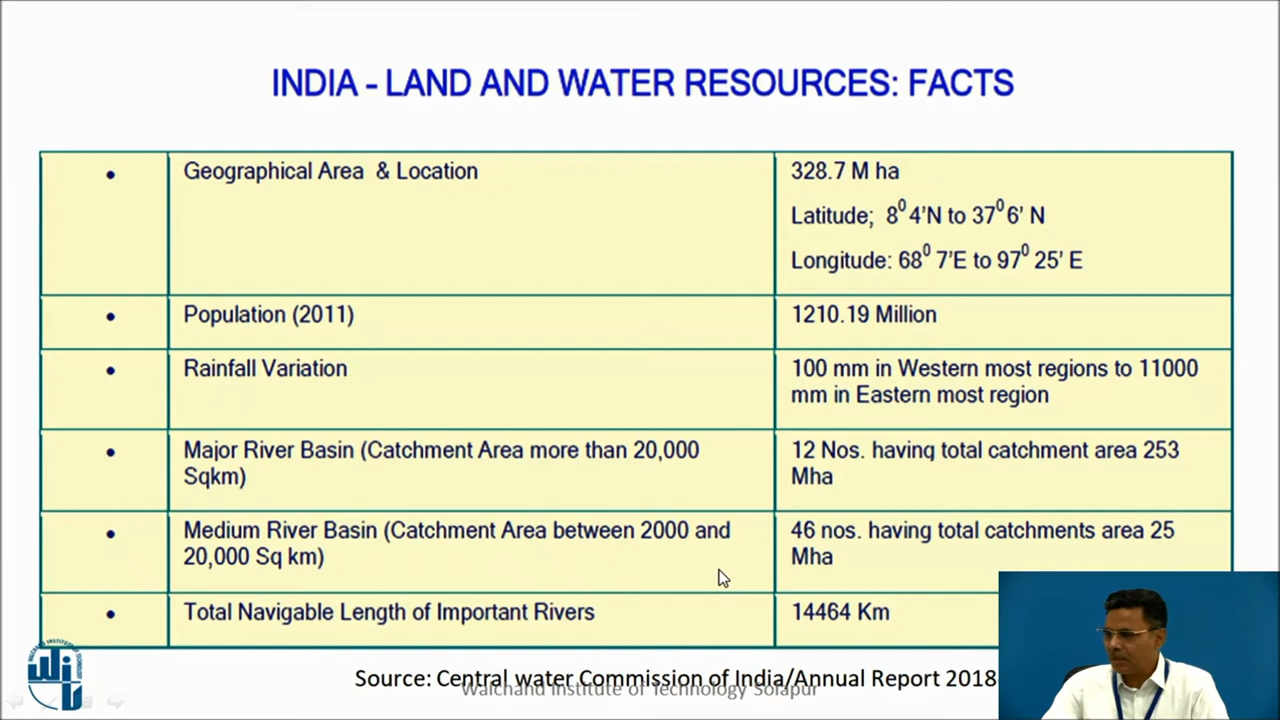 INDIA - LAND AND WATER RESOURCES: FACTS
• Geographical Area & Location
328.7 M ha
Latitude; 8⁰ 4'N to 37⁰ 6' N
Longitude: 68⁰ 7'E to 97⁰ 25' E
• Population (2011)
1210.19 Million
• Rainfall Variation
100 mm in Western most regions to 11000
mm in Eastern most region
• Major River Basin (Catchment Area more than 20,000
Sqkm)
12 Nos. having total catchment area 253
Mha
• Medium River Basin (Catchment Area between 2000 and
20,000 Sq km)
46 nos. having total catchments area 25
Mha
• Total Navigable Length of Important Rivers
14464 Km
Source: Central water Commission of India/Annual Report 2018
Walchand Institute of Technology Solapur
WALCHAND INSTITUTE OF TECHNOLOGY
WIT